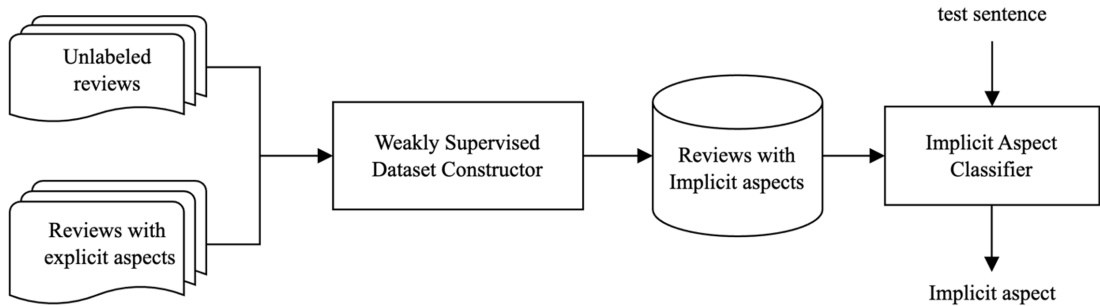 Unlabeled
reviews
Reviews with
explicit aspects
Weakly Supervised
Dataset Constructor
Reviews with
Implicit aspects
test sentence
Implicit Aspect
Classifier
Implicit aspect